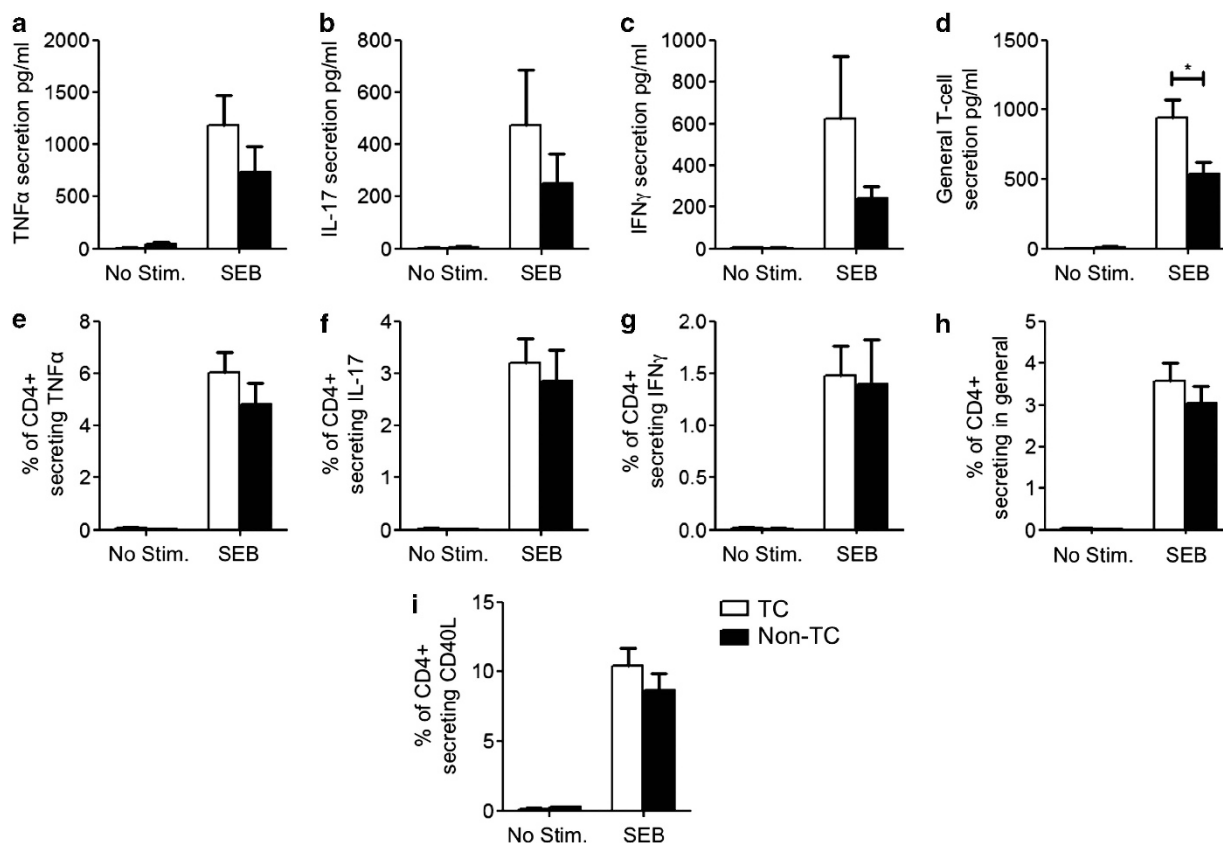 a
TNFα secretion pg/ml
2000
1500
1000
500
0
No Stim. SEB
b
IL-17 secretion pg/ml
800
600
400
200
0
No Stim. SEB
c
IFNγ secretion pg/ml
1000
800
600
400
200
0
No Stim. SEB
d
General T-cell
secretion pg/ml
1500
1000
500
0
*
No Stim. SEB
e
% of CD4+
secreting TNFα
8
6
4
2
0
No Stim. SEB
f
% of CD4+
secreting IL-17
4
3
2
1
0
No Stim. SEB
g
% of CD4+
secreting IFNγ
2.0
1.5
1.0
0.5
0.0
No Stim. SEB
h
% of CD4+
secreting in general
5
4
3
2
1
0
No Stim. SEB
i
% of CD4+
secreting CD40L
15
10
5
0
No Stim. SEB
TC
Non-TC